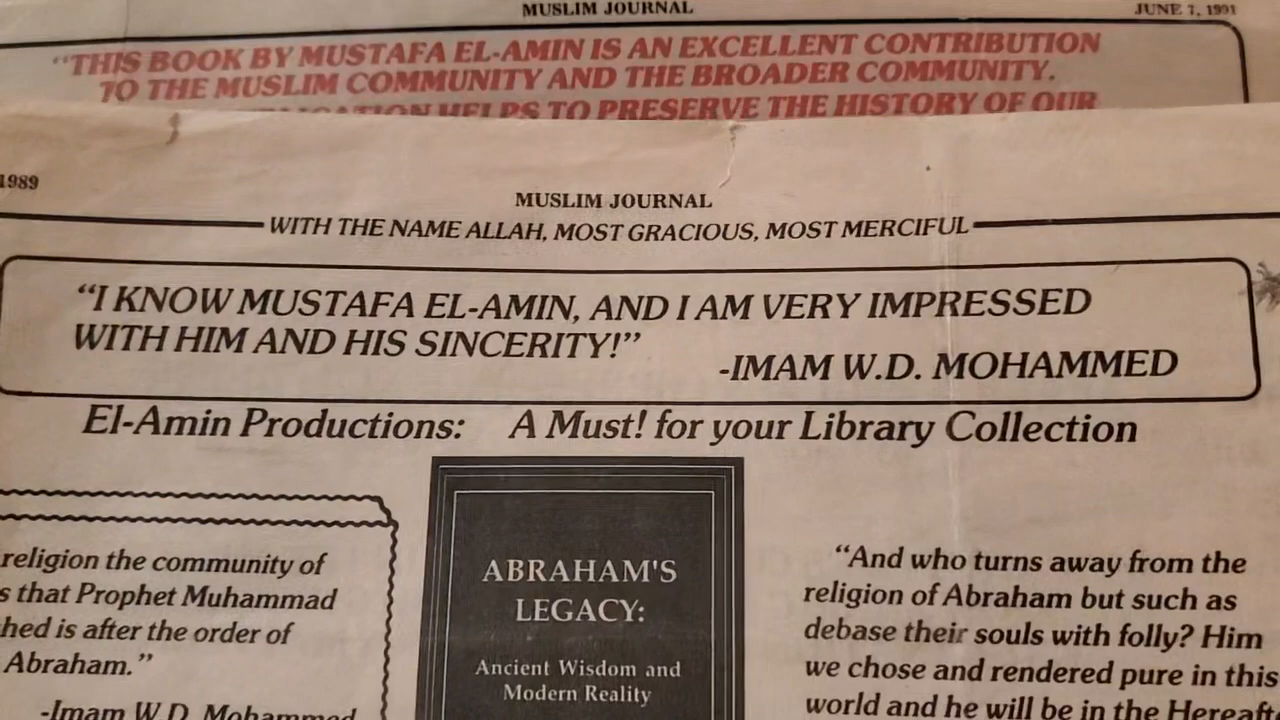 MUSLIM JOURNAL
JUNE 7, 1991
"THIS BOOK BY MUSTAFA EL-AMIN IS AN EXCELLENT CONTRIBUTION
TO THE MUSLIM COMMUNITY AND THE BROADER COMMUNITY.
HELPS TO PRESERVE THE HISTORY OF OUR
1989
MUSLIM JOURNAL
WITH THE NAME ALLAH, MOST GRACIOUS, MOST MERCIFUL
"I KNOW MUSTAFA EL-AMIN, AND I AM VERY IMPRESSED
WITH HIM AND HIS SINCERITY!"
-IMAM W.D. MOHAMMED
El-Amin Productions: A Must! for your Library Collection
religion the community of
s that Prophet Muhammad
hed is after the order of
Abraham."
-Imam W.D. Mohammed
ABRAHAM'S
LEGACY:
Ancient Wisdom and
Modern Reality
"And who turns away from the
religion of Abraham but such as
debase their souls with folly? Him
we chose and rendered pure in this
world and he will be in the Hereaft